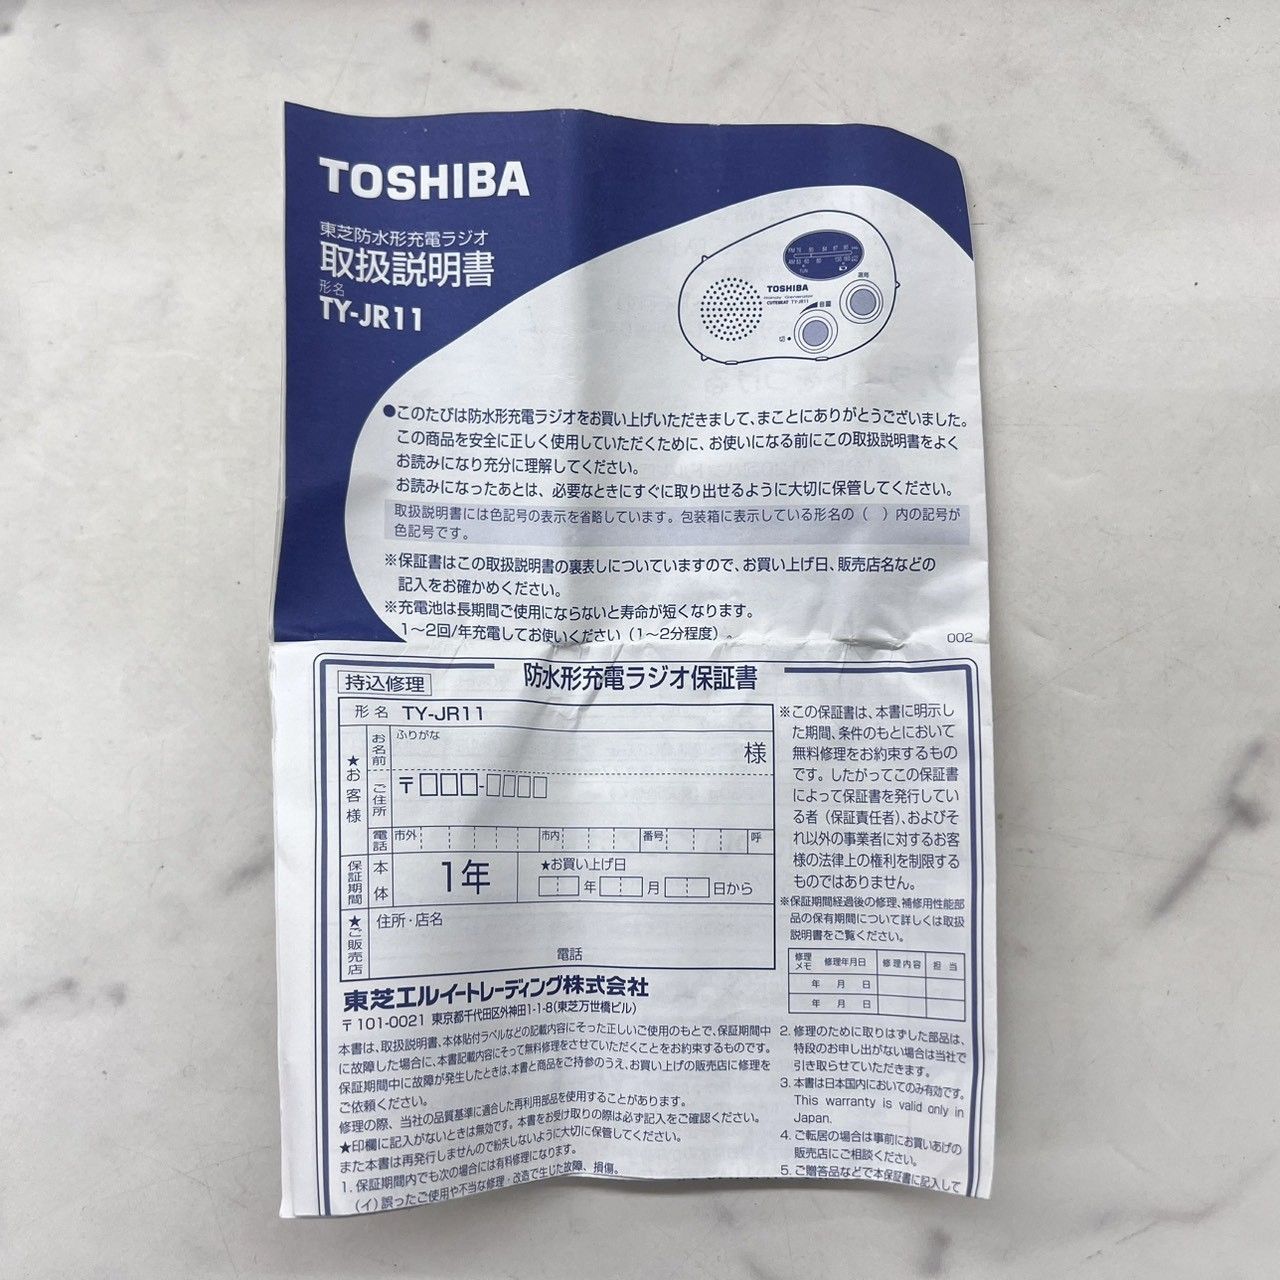 TOSHIBA
東芝防水形充電ラジオ
取扱説明書
形名
TY-JR11
TOSHIBA
Handy Generator
CUTEBEAT TY-JR11
音量
選局
切
●このたびは防水形充電ラジオをお買い上げいただきまして、まことにありがとうございました。
この商品を安全に正しく使用していただくために、お使いになる前にこの取扱説明書をよく
お読みになり充分に理解してください。
お読みになったあとは、必要なときにすぐに取り出せるように大切に保管してください。
取扱説明書には色記号の表示を省略しています。包装箱に表示している形名の（　）内の記号が
色記号です。
※保証書はこの取扱説明書の裏表しについていますので、お買い上げ日、販売店名などの
記入をお確かめください。
※充電池は長期間ご使用にならないと寿命が短くなります。
1〜2回/年充電してお使いください（1〜2分程度）。
002
防水形充電ラジオ保証書
持込修理
形名 TY-JR11
★お客様
お名前
ふりがな
様
ご住所
〒□□□-□□□□
電話
市外
市内
番号
呼
保証期間
本体
1年
★お買い上げ日
年 月 日から
★ご販売店
住所・店名
電話
東芝エルイートレーディング株式会社
〒101-0021 東京都千代田区外神田1-1-8(東芝万世橋ビル)
本書は、取扱説明書、本体貼付ラベルなどの記載内容にそった正しいご使用のもとで、保証期間中
に故障した場合に、本書記載内容にそって無料修理をさせていただくことをお約束するものです。
保証期間中に故障が発生したときは、本書と商品をご持参のうえ、お買い上げの販売店に修理を
ご依頼ください。
修理の際、当社の品質基準に適合した再利用部品を使用することがあります。
★印欄に記入がないときは無効です。本書をお受け取りの際は必ず記入をご確認ください。
また本書は再発行しませんので紛失しないように大切に保管してください。
1. 保証期間内でも次の場合には有料修理になります。
(イ)誤ったご使用や不当な修理・改造で生じた故障、損傷。
※この保証書は、本書に明示し
た期間、条件のもとにおいて
無料修理をお約束するもの
です。したがってこの保証書
によって保証書を発行してい
る者（保証責任者）、およびそ
れ以外の事業者に対するお客
様の法律上の権利を制限する
ものではありません。
※保証期間経過後の修理、補修用性能部
品の保有期間について詳しくは取扱
説明書をご覧ください。
修理メモ 修理年月日 修理内容 担当
年 月 日
年 月 日
2. 修理のために取りはずした部品は、
特段のお申し出がない場合は当社で
引き取らせていただきます。
3. 本書は日本国内においてのみ有効です。
This warranty is valid only in
Japan.
4. ご転居の場合は事前にお買いあげの
販売店にご相談ください。
5. ご贈答品などで本保証書に記入して